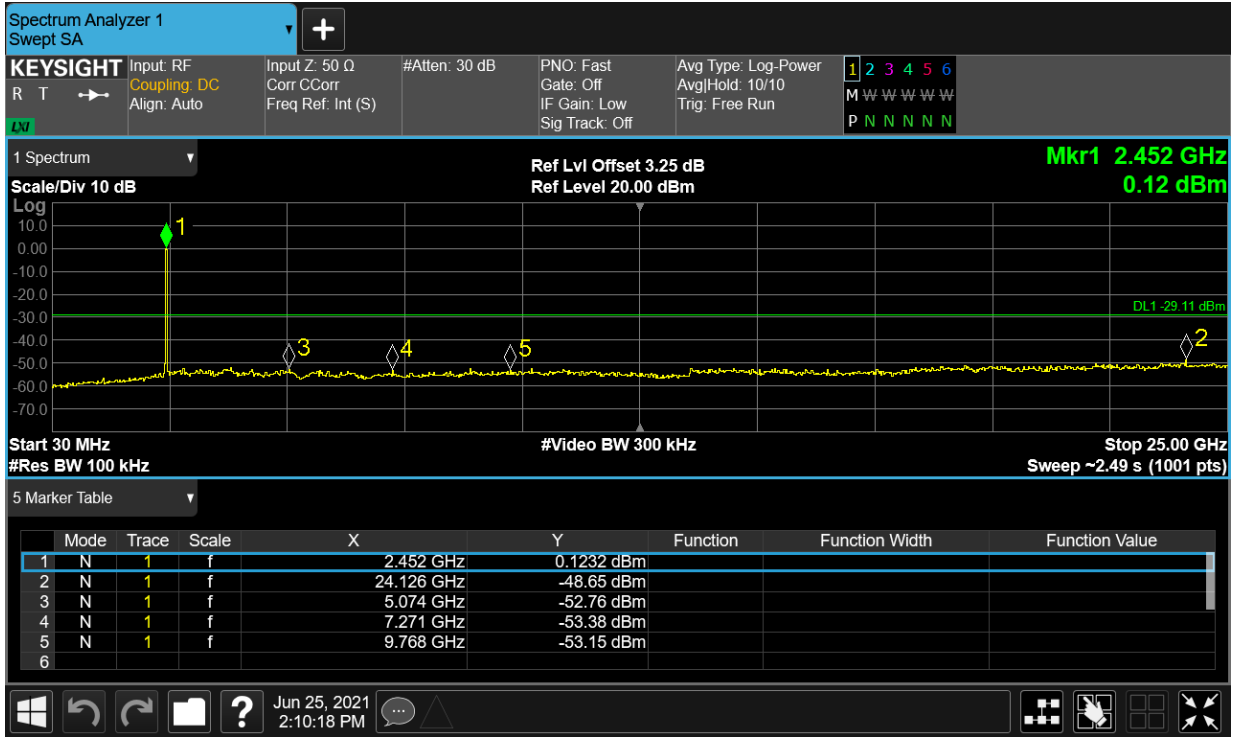 Spectrum Analyzer 1
Swept SA
▼
+
KEYSIGHT
R T
LXI
Input: RF
Coupling: DC
Align: Auto
Input Z: 50 Ω
Corr CCorr
Freq Ref: Int (S)
#Atten: 30 dB
PNO: Fast
Gate: Off
IF Gain: Low
Sig Track: Off
Avg Type: Log-Power
Avg|Hold: 10/10
Trig: Free Run
1 2 3 4 5 6
M W W W W W
P N N N N N
1 Spectrum ▼
Scale/Div 10 dB
Ref Lvl Offset 3.25 dB
Ref Level 20.00 dBm
Mkr1 2.452 GHz
0.12 dBm
Log
10.0
0.00
-10.0
-20.0
-30.0
-40.0
-50.0
-60.0
-70.0
1
3
4
5
2
DL1 -29.11 dBm
Start 30 MHz
#Res BW 100 kHz
#Video BW 300 kHz
Stop 25.00 GHz
Sweep ~2.49 s (1001 pts)
5 Marker Table ▼
Mode Trace Scale X Y Function Function Width Function Value
1 N 1 f 2.452 GHz 0.1232 dBm
2 N 1 f 24.126 GHz -48.65 dBm
3 N 1 f 5.074 GHz -52.76 dBm
4 N 1 f 7.271 GHz -53.38 dBm
5 N 1 f 9.768 GHz -53.15 dBm
6
?
Jun 25, 2021
2:10:18 PM